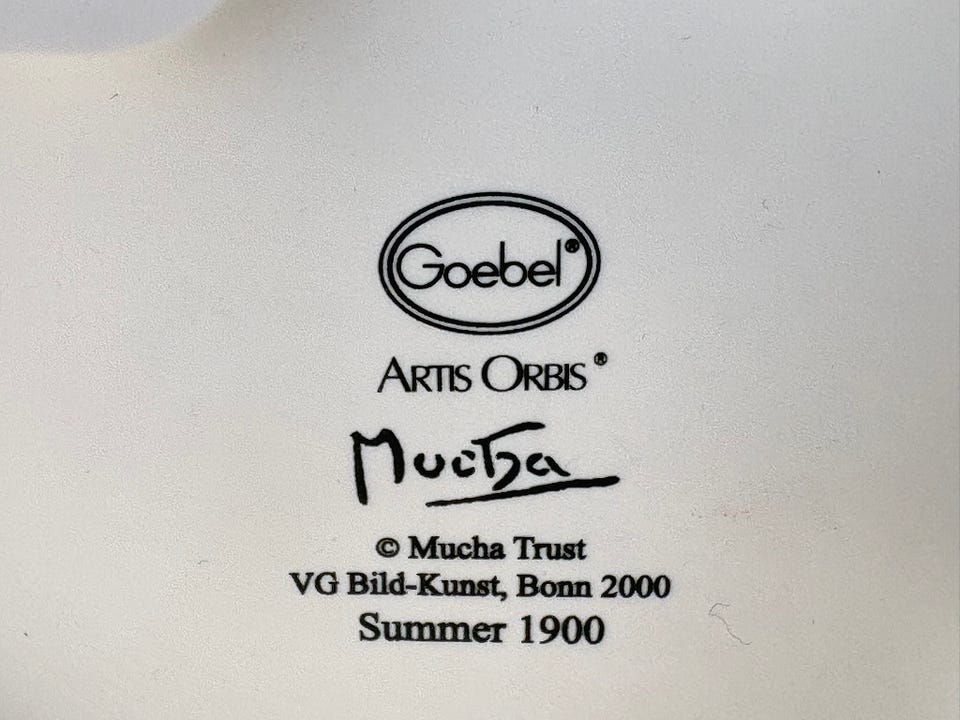 Goebel®
ARTIS ORBIS®
Mucha
© Mucha Trust
VG Bild-Kunst, Bonn 2000
Summer 1900